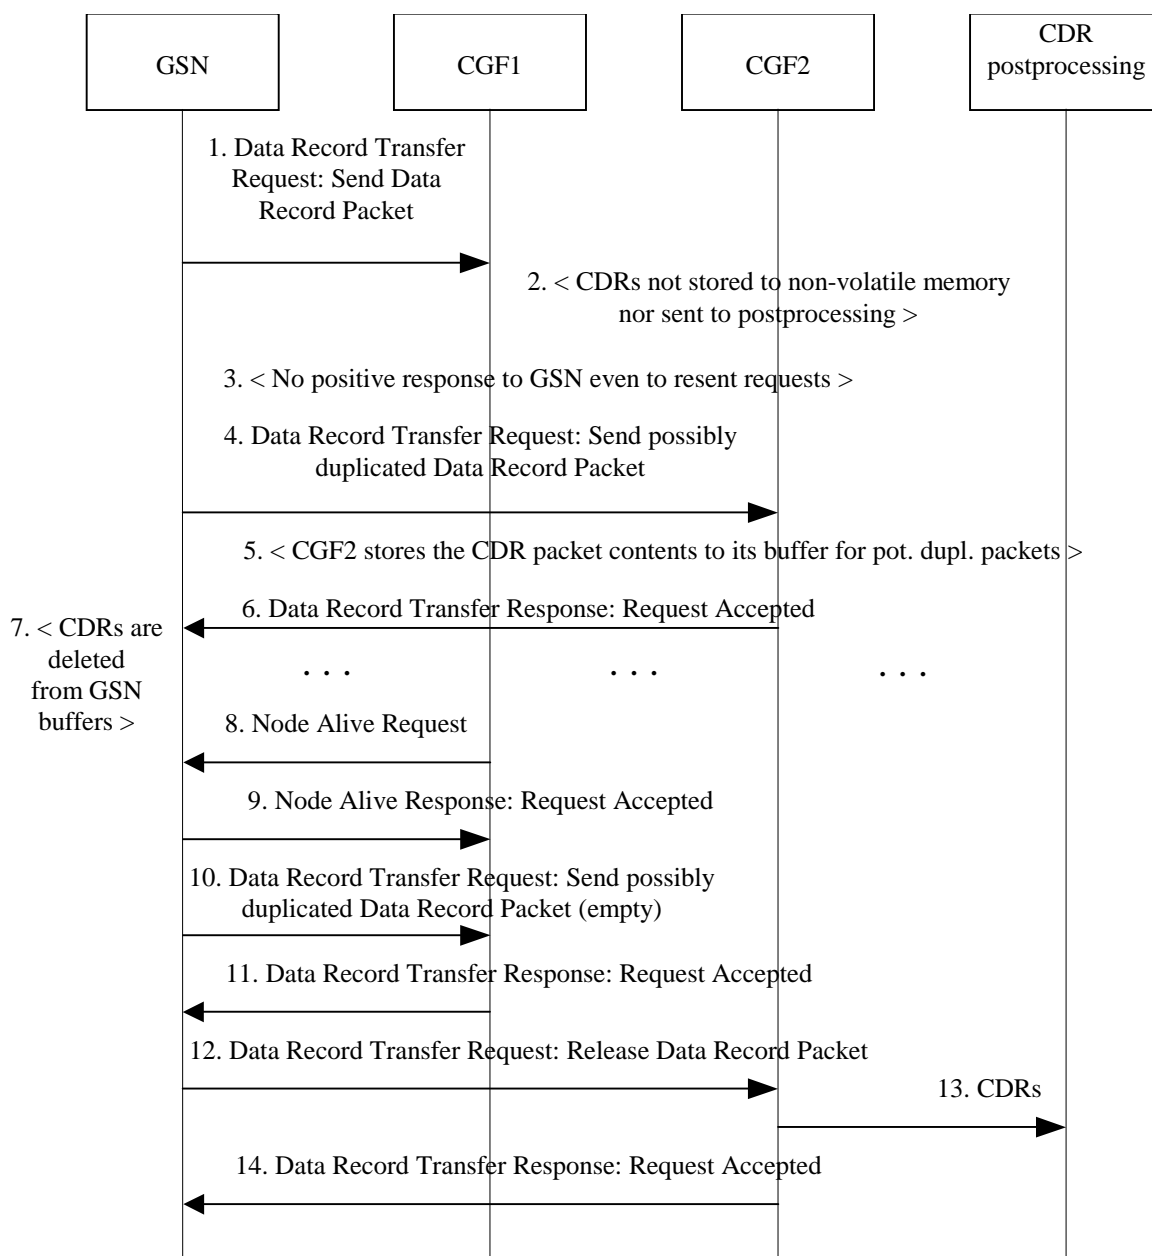 GSN
CGF1
CGF2
CDR
postprocessing
1. Data Record Transfer
Request: Send Data
Record Packet
2. < CDRs not stored to non-volatile memory
nor sent to postprocessing >
3. < No positive response to GSN even to resent requests >
4. Data Record Transfer Request: Send possibly
duplicated Data Record Packet
5. < CGF2 stores the CDR packet contents to its buffer for pot. dupl. packets >
6. Data Record Transfer Response: Request Accepted
7. < CDRs are
deleted
from GSN
buffers >
. . .
. . .
. . .
8. Node Alive Request
9. Node Alive Response: Request Accepted
10. Data Record Transfer Request: Send possibly
duplicated Data Record Packet (empty)
11. Data Record Transfer Response: Request Accepted
12. Data Record Transfer Request: Release Data Record Packet
13. CDRs
14. Data Record Transfer Response: Request Accepted